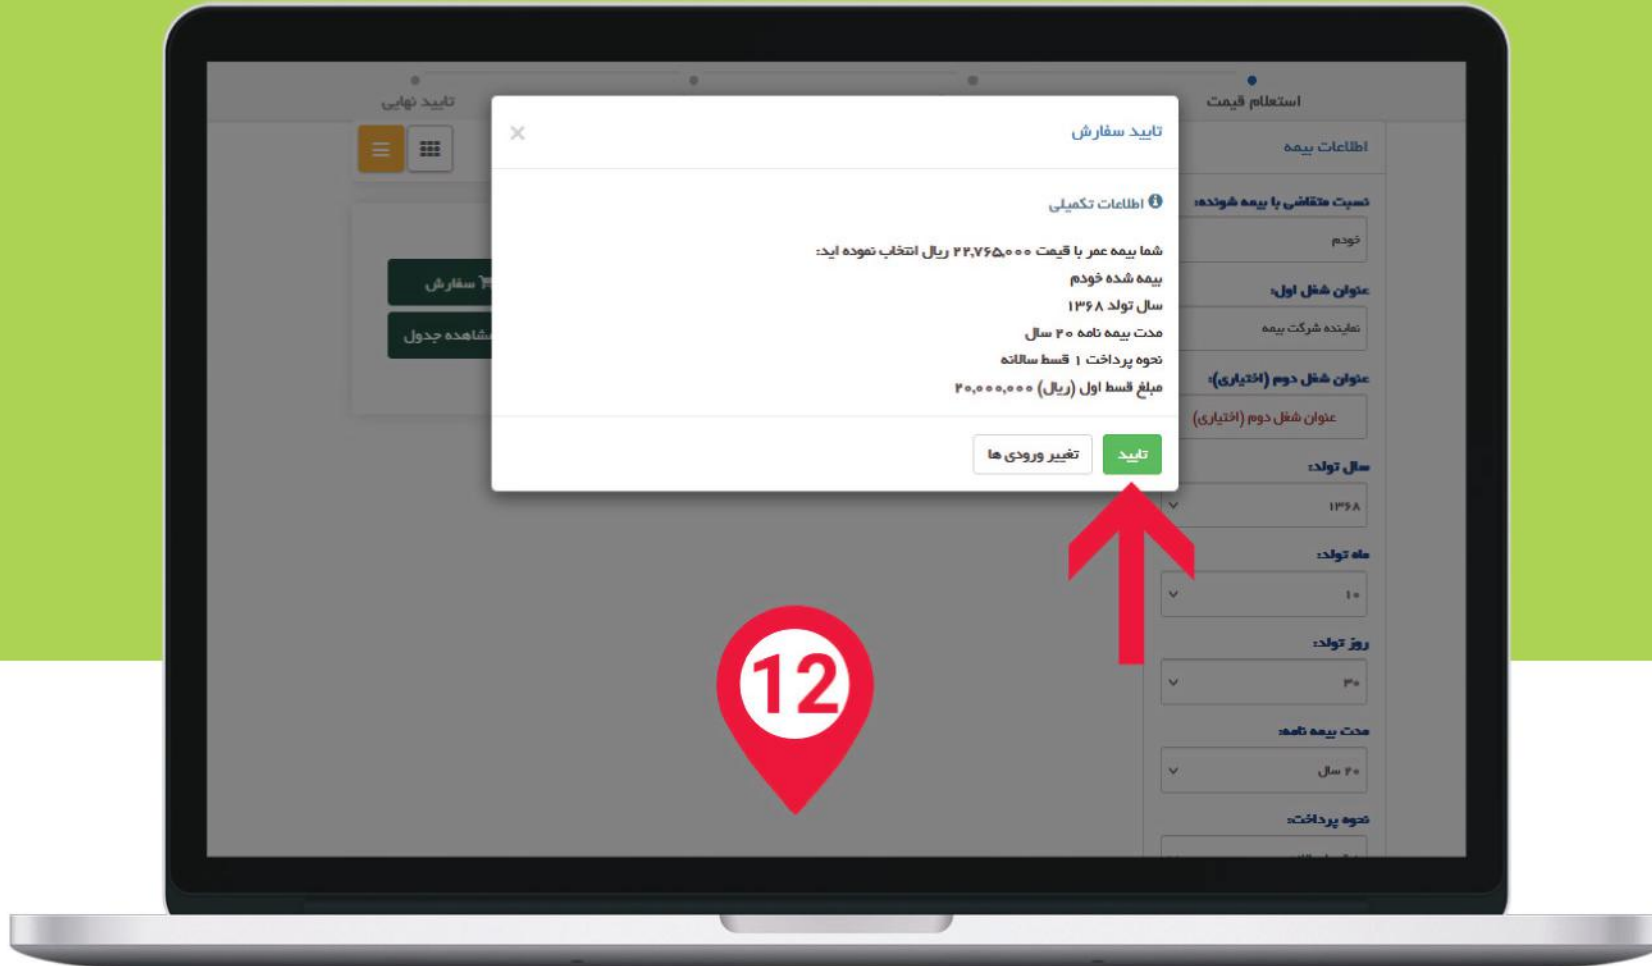 استعلام قیمت
تایید نهایی
تایید سفارش
×
اطلاعات تکمیلی
شما بیمه عمر با قیمت ۲۲,۷۶۵,۰۰۰ ریال انتخاب نموده اید:
بیمه شده خودم
سال تولد ۱۳۶۸
مدت بیمه نامه ۲۰ سال
نحوه پرداخت ۱ قسط سالانه
مبلغ قسط اول (ریال) ۲۰,۰۰۰,۰۰۰
تایید
تغییر ورودی ها
اطلاعات بیمه
نسبت متقاضی با بیمه شونده:
خودم
عنوان شغل اول:
نماینده شرکت بیمه
عنوان شغل دوم (اختیاری):
عنوان شغل دوم (اختیاری)
سال تولد:
۱۳۶۸
ماه تولد:
۱۰
روز تولد:
۳۰
مدت بیمه نامه:
۲۰ سال
نحوه پرداخت:
سفارش
مشاهده جدول
12